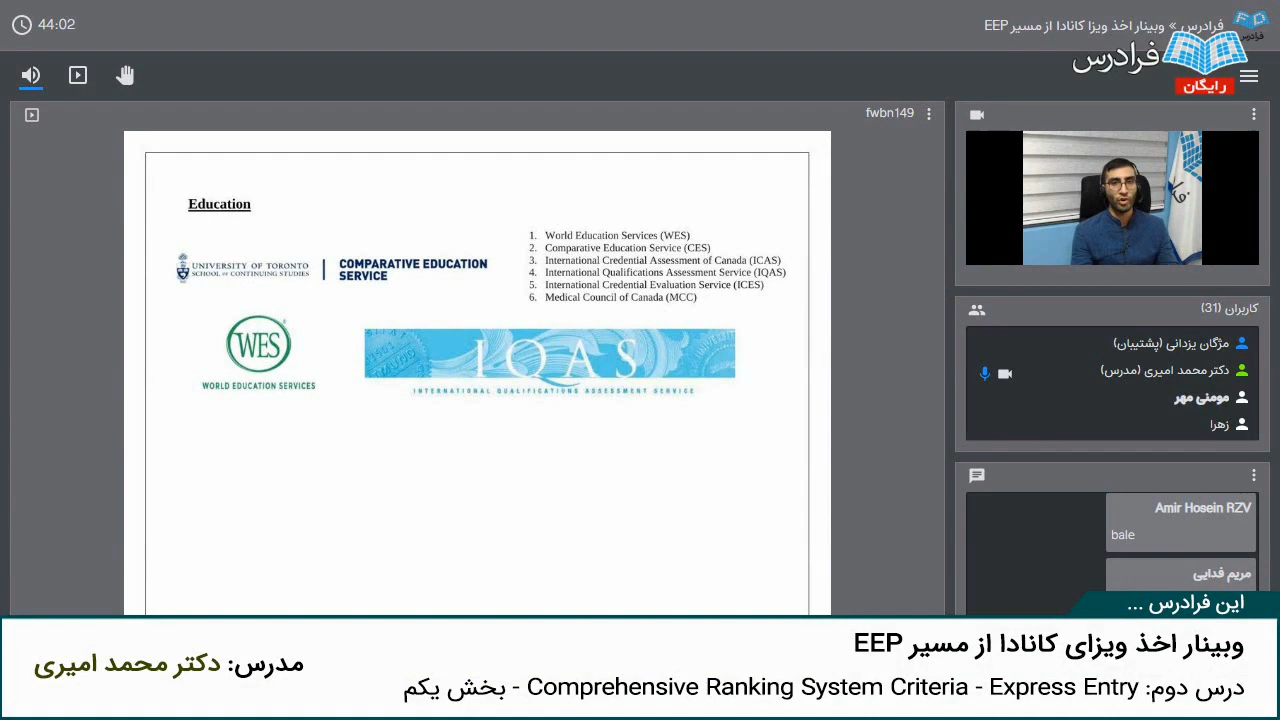 44:02
فرادرس » وبینار اخذ ویزا کانادا از مسیر EEP
فرادرس
رایگان
fwbn149
Education
UNIVERSITY OF TORONTO
SCHOOL OF CONTINUING STUDIES
COMPARATIVE EDUCATION
SERVICE
1. World Education Services (WES)
2. Comparative Education Service (CES)
3. International Credential Assessment of Canada (ICAS)
4. International Qualifications Assessment Service (IQAS)
5. International Credential Evaluation Service (ICES)
6. Medical Council of Canada (MCC)
WES
WORLD EDUCATION SERVICES
IQAS
INTERNATIONAL QUALIFICATIONS ASSESSMENT SERVICE
کاربران (31)
مژگان یزدانی (پشتیبان)
دکتر محمد امیری (مدرس)
مومنی مهر
زهرا
Amir Hosein RZV
bale
مریم فدایی
این فرادرس ...
وبینار اخذ ویزای کانادا از مسیر EEP
مدرس: دکتر محمد امیری
درس دوم: Comprehensive Ranking System Criteria - Express Entry - بخش یکم